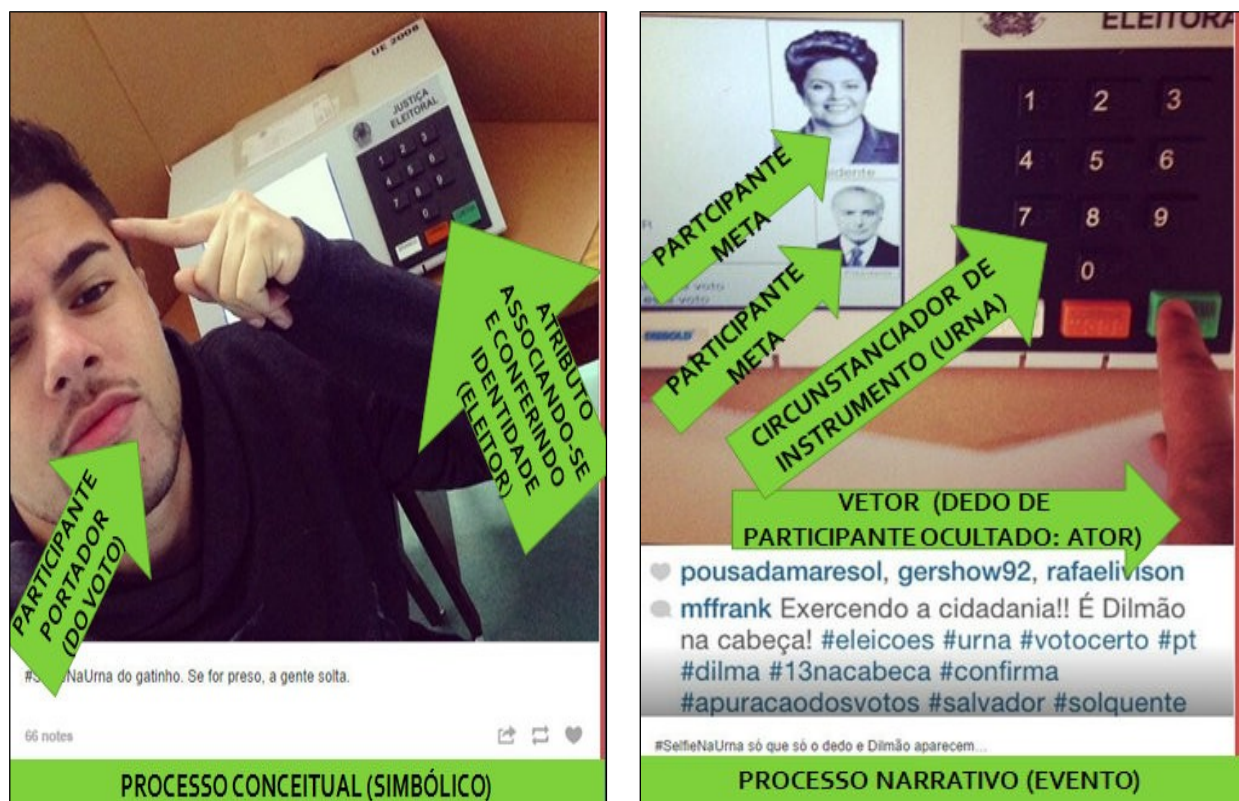 UE 2008
JUSTIÇA
ELEITORAL
1 2 3
4 5 6
7 8 9
0
ATRIBUTO
ASSOCIANDO-SE
E CONFERINDO
IDENTIDADE
(ELEITOR)
PARTICIPANTE
PORTADOR
(DO VOTO)
NaUrna do gatinho. Se for preso, a gente solta.
66 notes
PROCESSO CONCEITUAL (SIMBÓLICO)
ELEITORA
1 2 3
4 5 6
7 8 9
0
idente
PARTCIPANTE
META
PARTICIPANTE
META
voto
voto
DIEBOLD
CIRCUNSTANCIADOR DE
INSTRUMENTO (URNA)
VETOR (DEDO DE
PARTICIPANTE OCULTADO: ATOR)
pousadamaresol, gershow92, rafaelivison
mffrank Exercendo a cidadania!! É Dilmão
na cabeça! #eleicoes #urna #votocerto #pt
#dilma #13nacabeca #confirma
#apuracaodosvotos #salvador #solquente
#SelfieNaUrna só que só o dedo e Dilmão aparecem...
PROCESSO NARRATIVO (EVENTO)